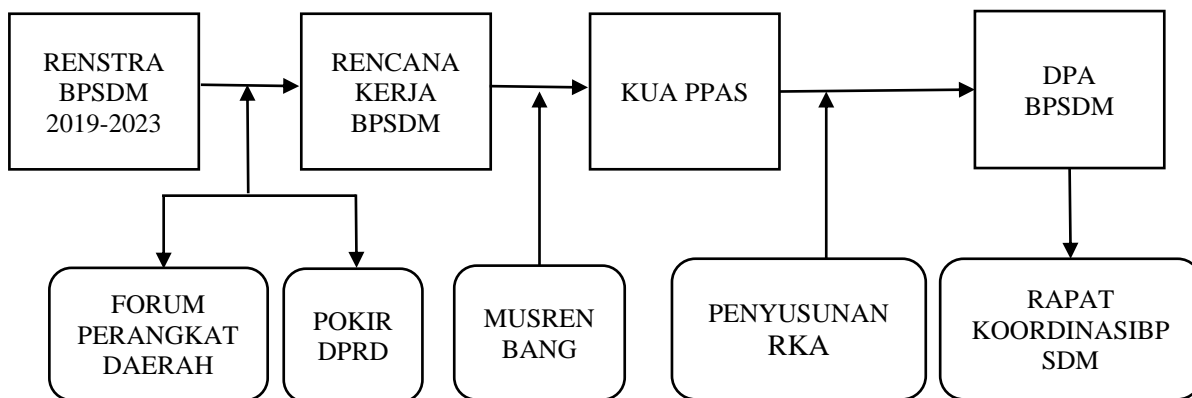 RENSTRA
BPSDM
2019-2023
RENCANA
KERJA
BPSDM
KUA PPAS
DPA
BPSDM
FORUM
PERANGKAT
DAERAH
POKIR
DPRD
MUSREN
BANG
PENYUSUNAN
RKA
RAPAT
KOORDINASIBP
SDM